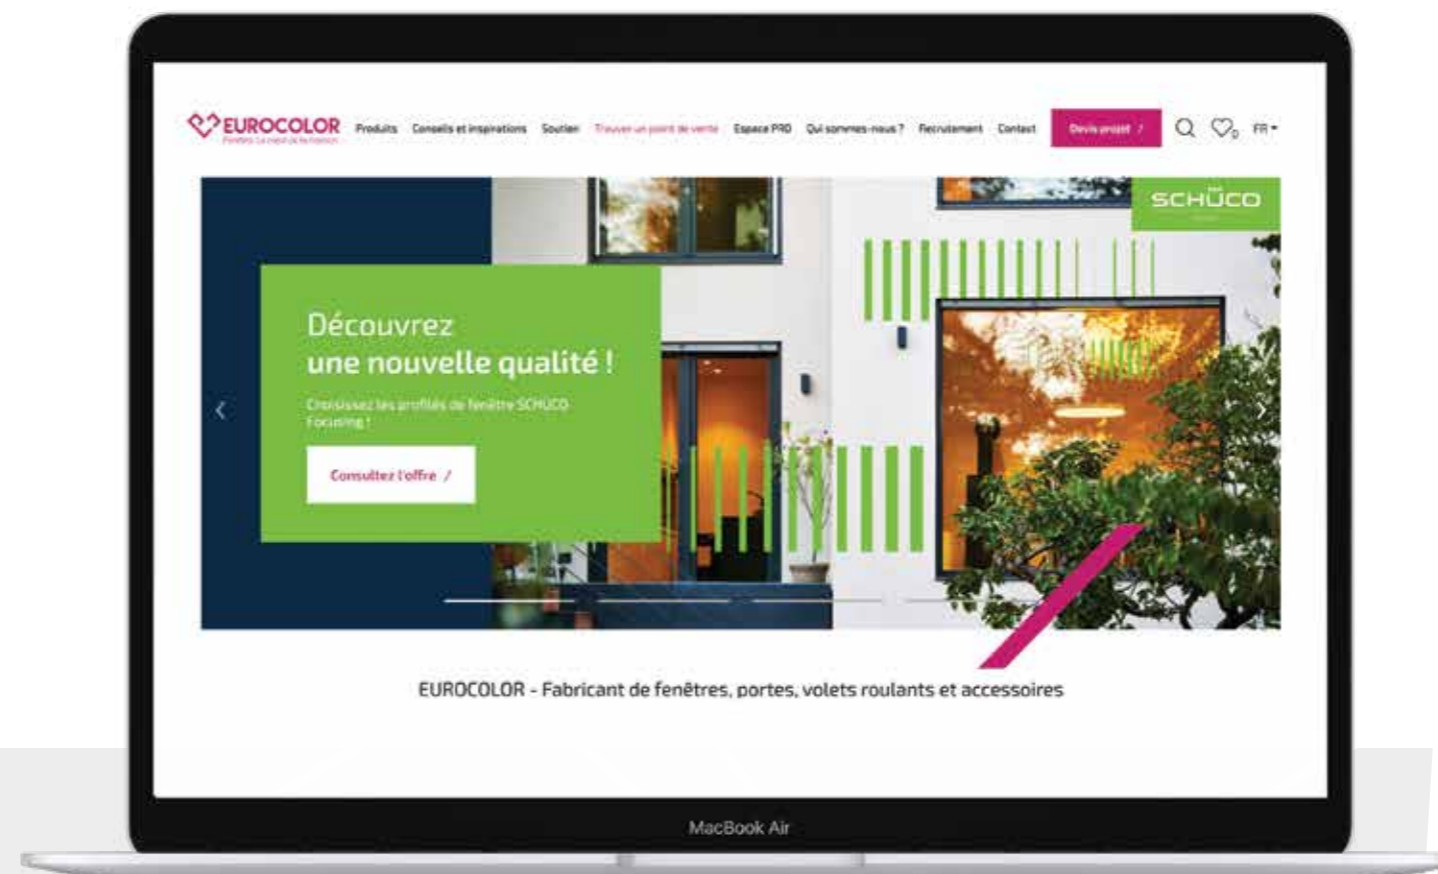 EUROCOLOR
Produits Conseils et inspirations Soutien Trouver un point de vente Espace PRO Qui sommes-nous ? Recrutement Contact Devis projet / 0 FR
SCHÜCO
Découvrez
une nouvelle qualité !
Choisissez les profilés de fenêtre SCHÜCO
Focusing !
Consultez l'offre /
EUROCOLOR - Fabricant de fenêtres, portes, volets roulants et accessoires
MacBook Air